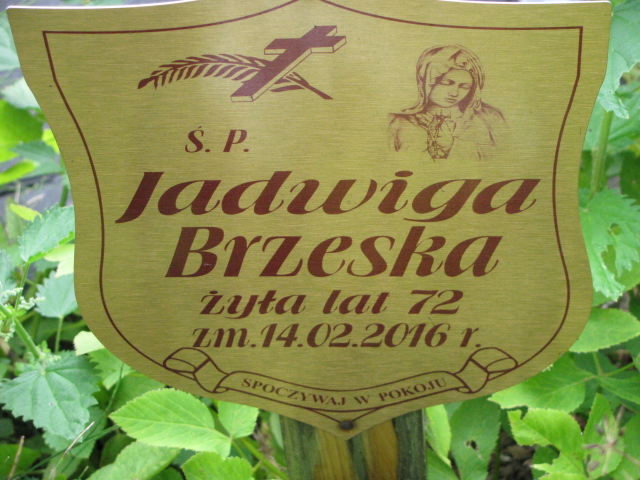 Ś. P.
Jadwiga
Brzeska
żyła lat 72
zm.14.02.2016 r.
SPOCZYWAJ W POKOJU